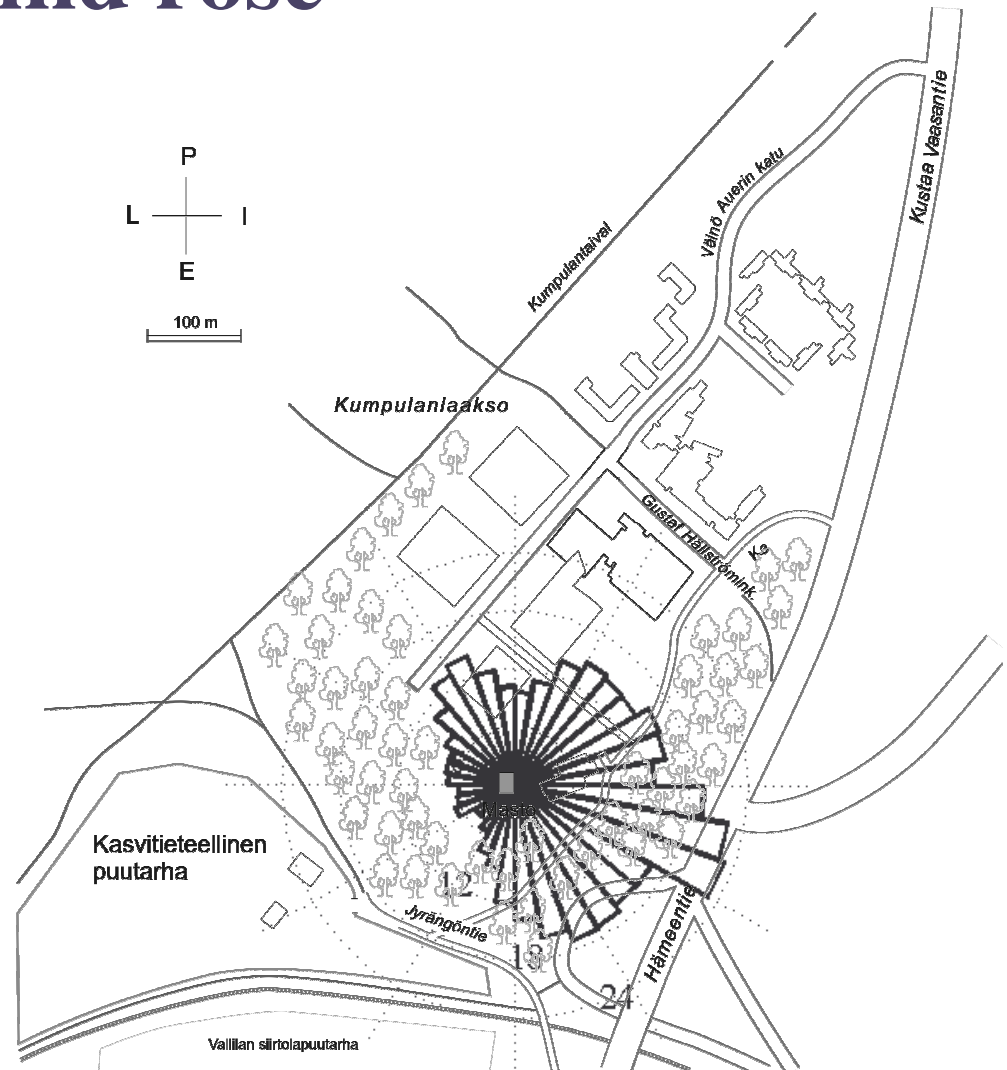 P
L I
E
100 m
Kumpulantaival
Väinö Auerin katu
Kustaa Vaasantie
Kumpulanlaakso
Gustaf Hällströmink.
Masto
Kasvitieteellinen
puutarha
12
Jyrängöntie
18
Hämeentie
24
Vallilan siirtolapuutarha